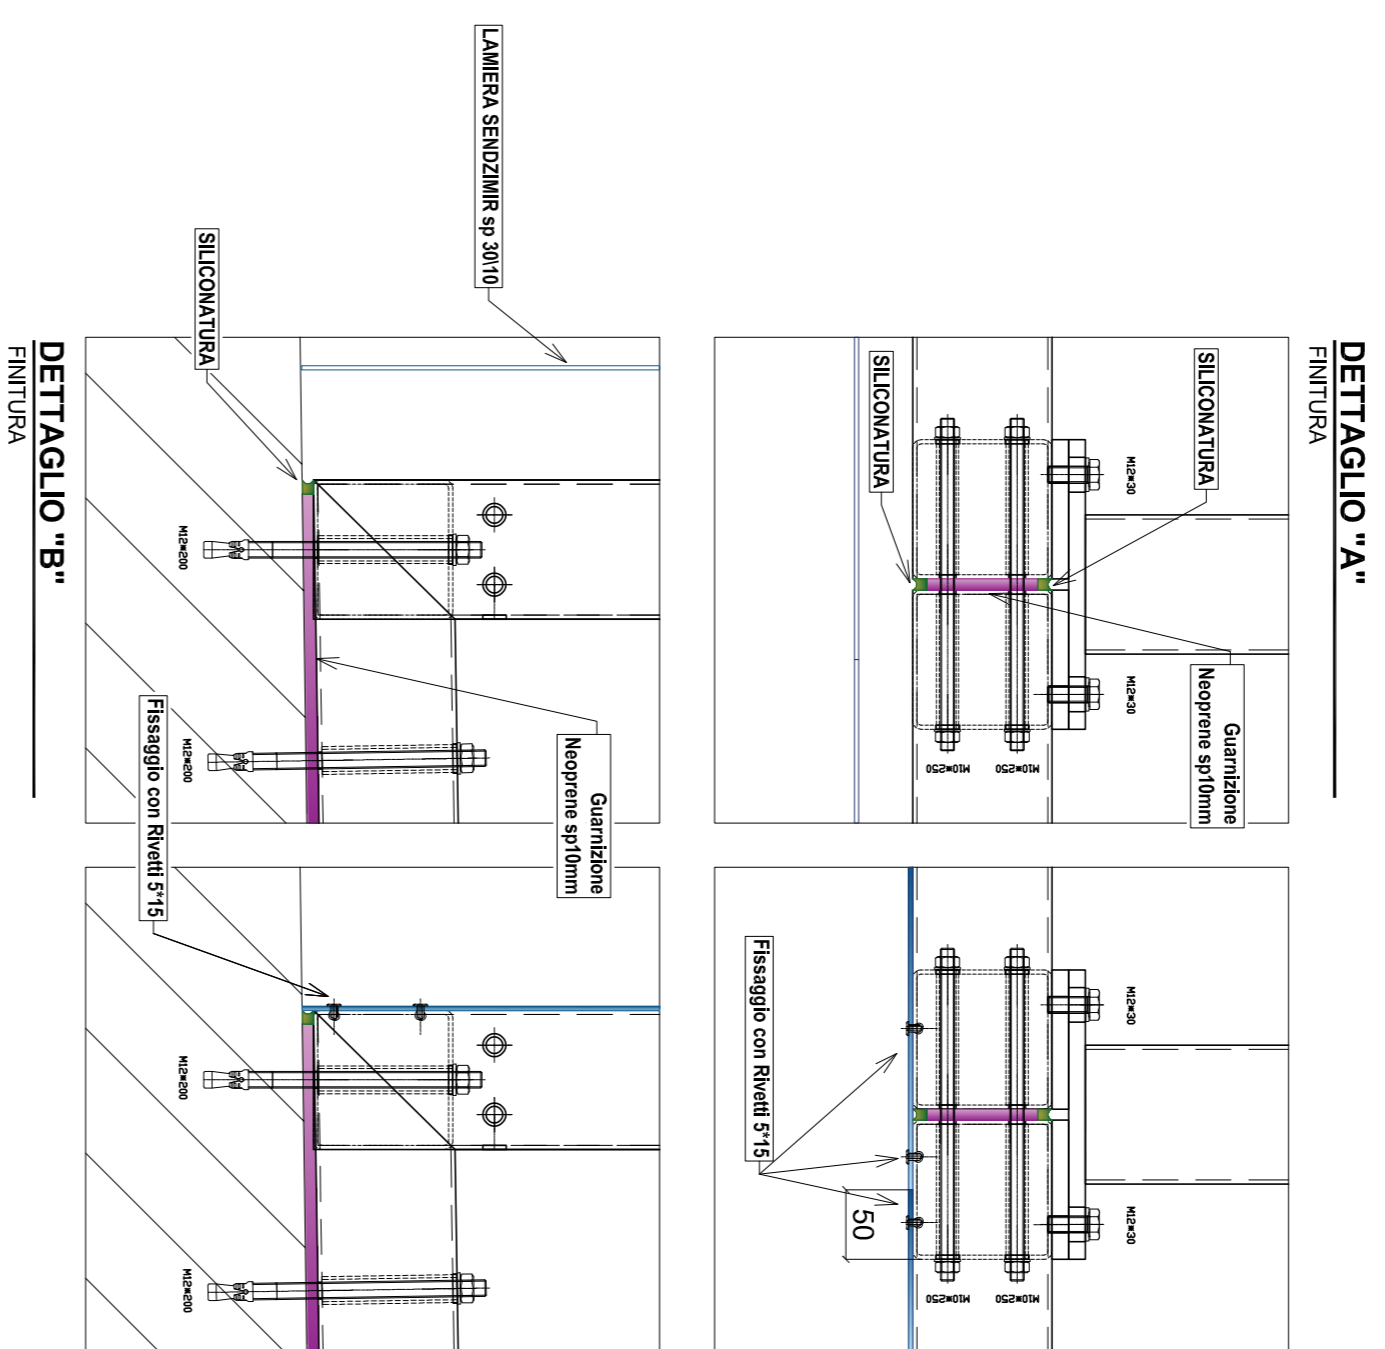 DETTAGLIO "A"
FINITURA
SILICONATURA
SILICONATURA
M12*30
M12*30
Guarnizione
Neoprene sp10mm
M10*250
M10*250
M12*30
M12*30
Fissaggio con Rivetti 5*15
50
M10*250
M10*250
LAMIERA SENDZIMIR sp 30\10
SILICONATURA
M12*200
M12*200
Guarnizione
Neoprene sp10mm
Fissaggio con Rivetti 5*15
M12*200
M12*200
DETTAGLIO "B"
FINITURA